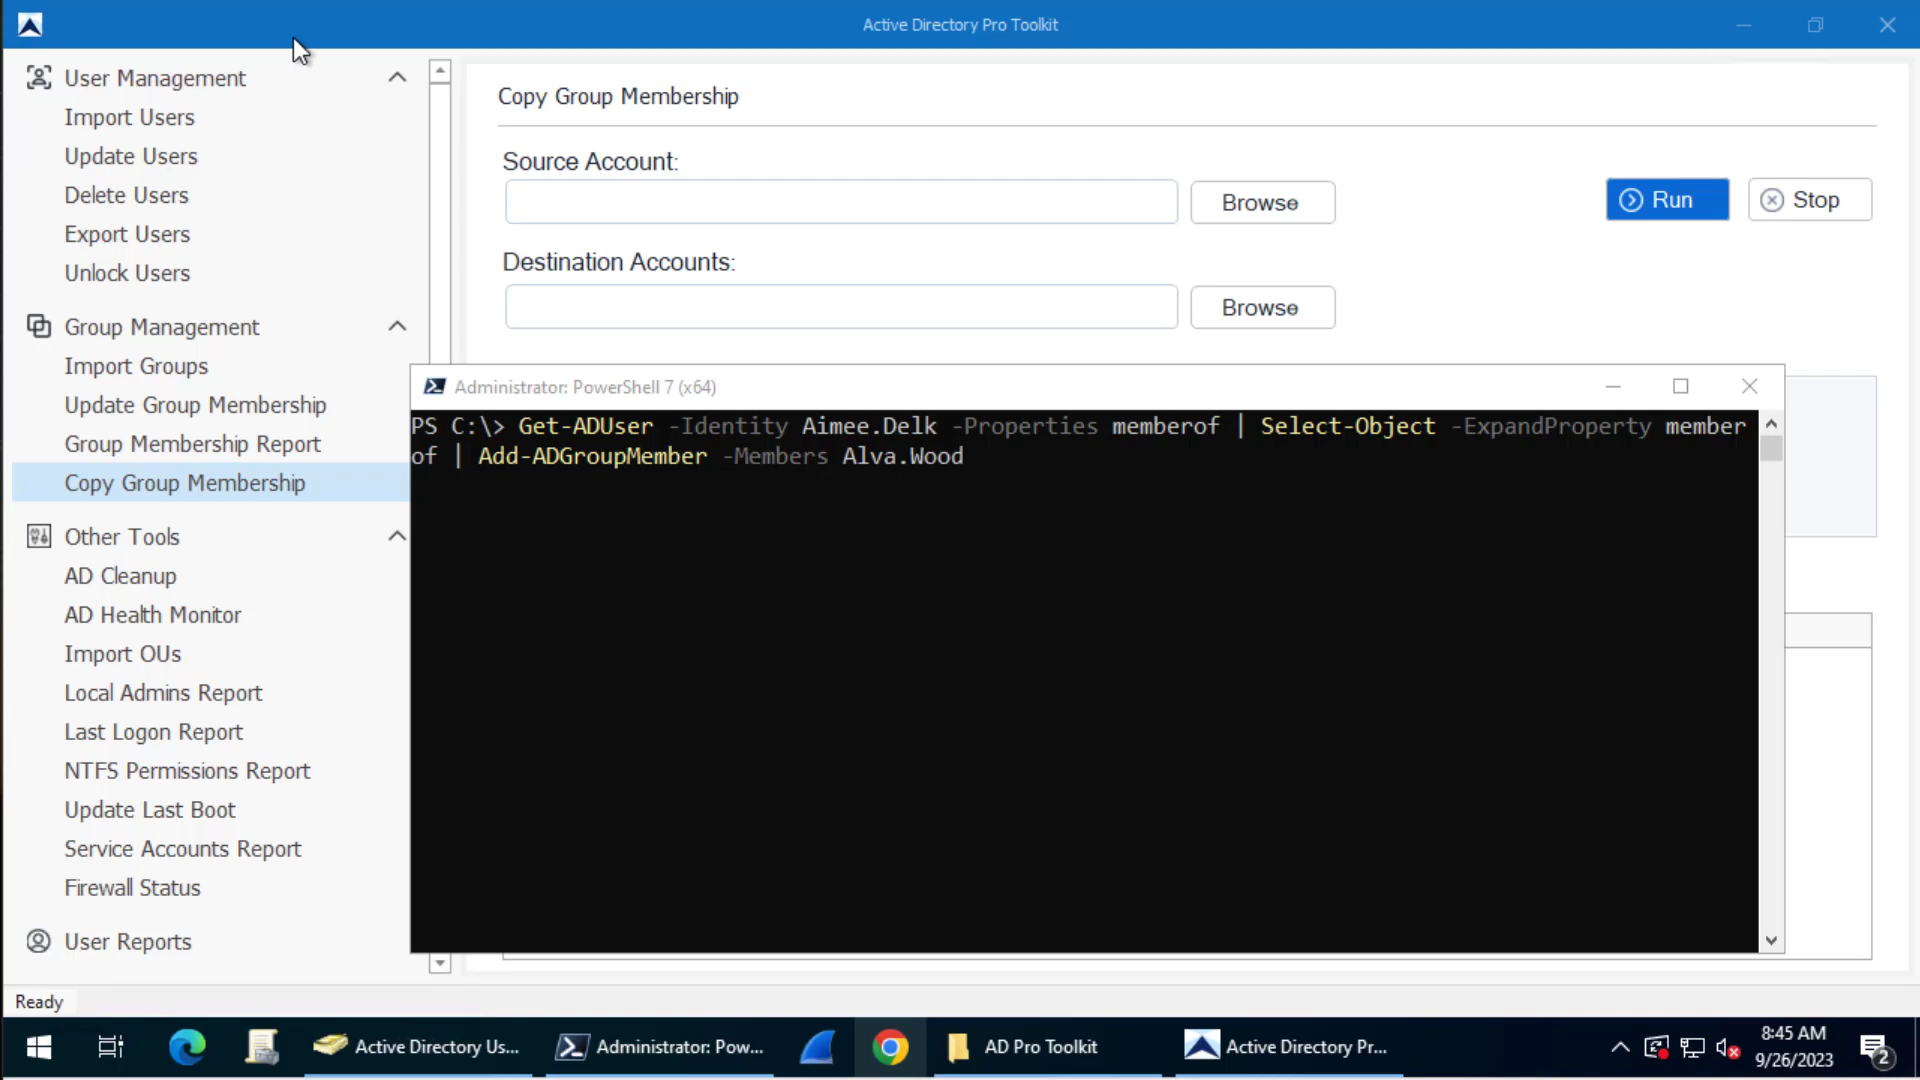 Active Directory Pro Toolkit
User Management
Import Users
Update Users
Delete Users
Export Users
Unlock Users
Group Management
Import Groups
Update Group Membership
Group Membership Report
Copy Group Membership
Other Tools
AD Cleanup
AD Health Monitor
Import OUs
Local Admins Report
Last Logon Report
NTFS Permissions Report
Update Last Boot
Service Accounts Report
Firewall Status
User Reports
Copy Group Membership
Source Account:
Browse
Run
Stop
Destination Accounts:
Browse
Administrator: PowerShell 7 (x64)
PS C:\> Get-ADUser -Identity Aimee.Delk -Properties memberof | Select-Object -ExpandProperty member
of | Add-ADGroupMember -Members Alva.Wood
Ready
Active Directory Us...
Administrator: Pow...
AD Pro Toolkit
Active Directory Pr...
8:45 AM
9/26/2023
2